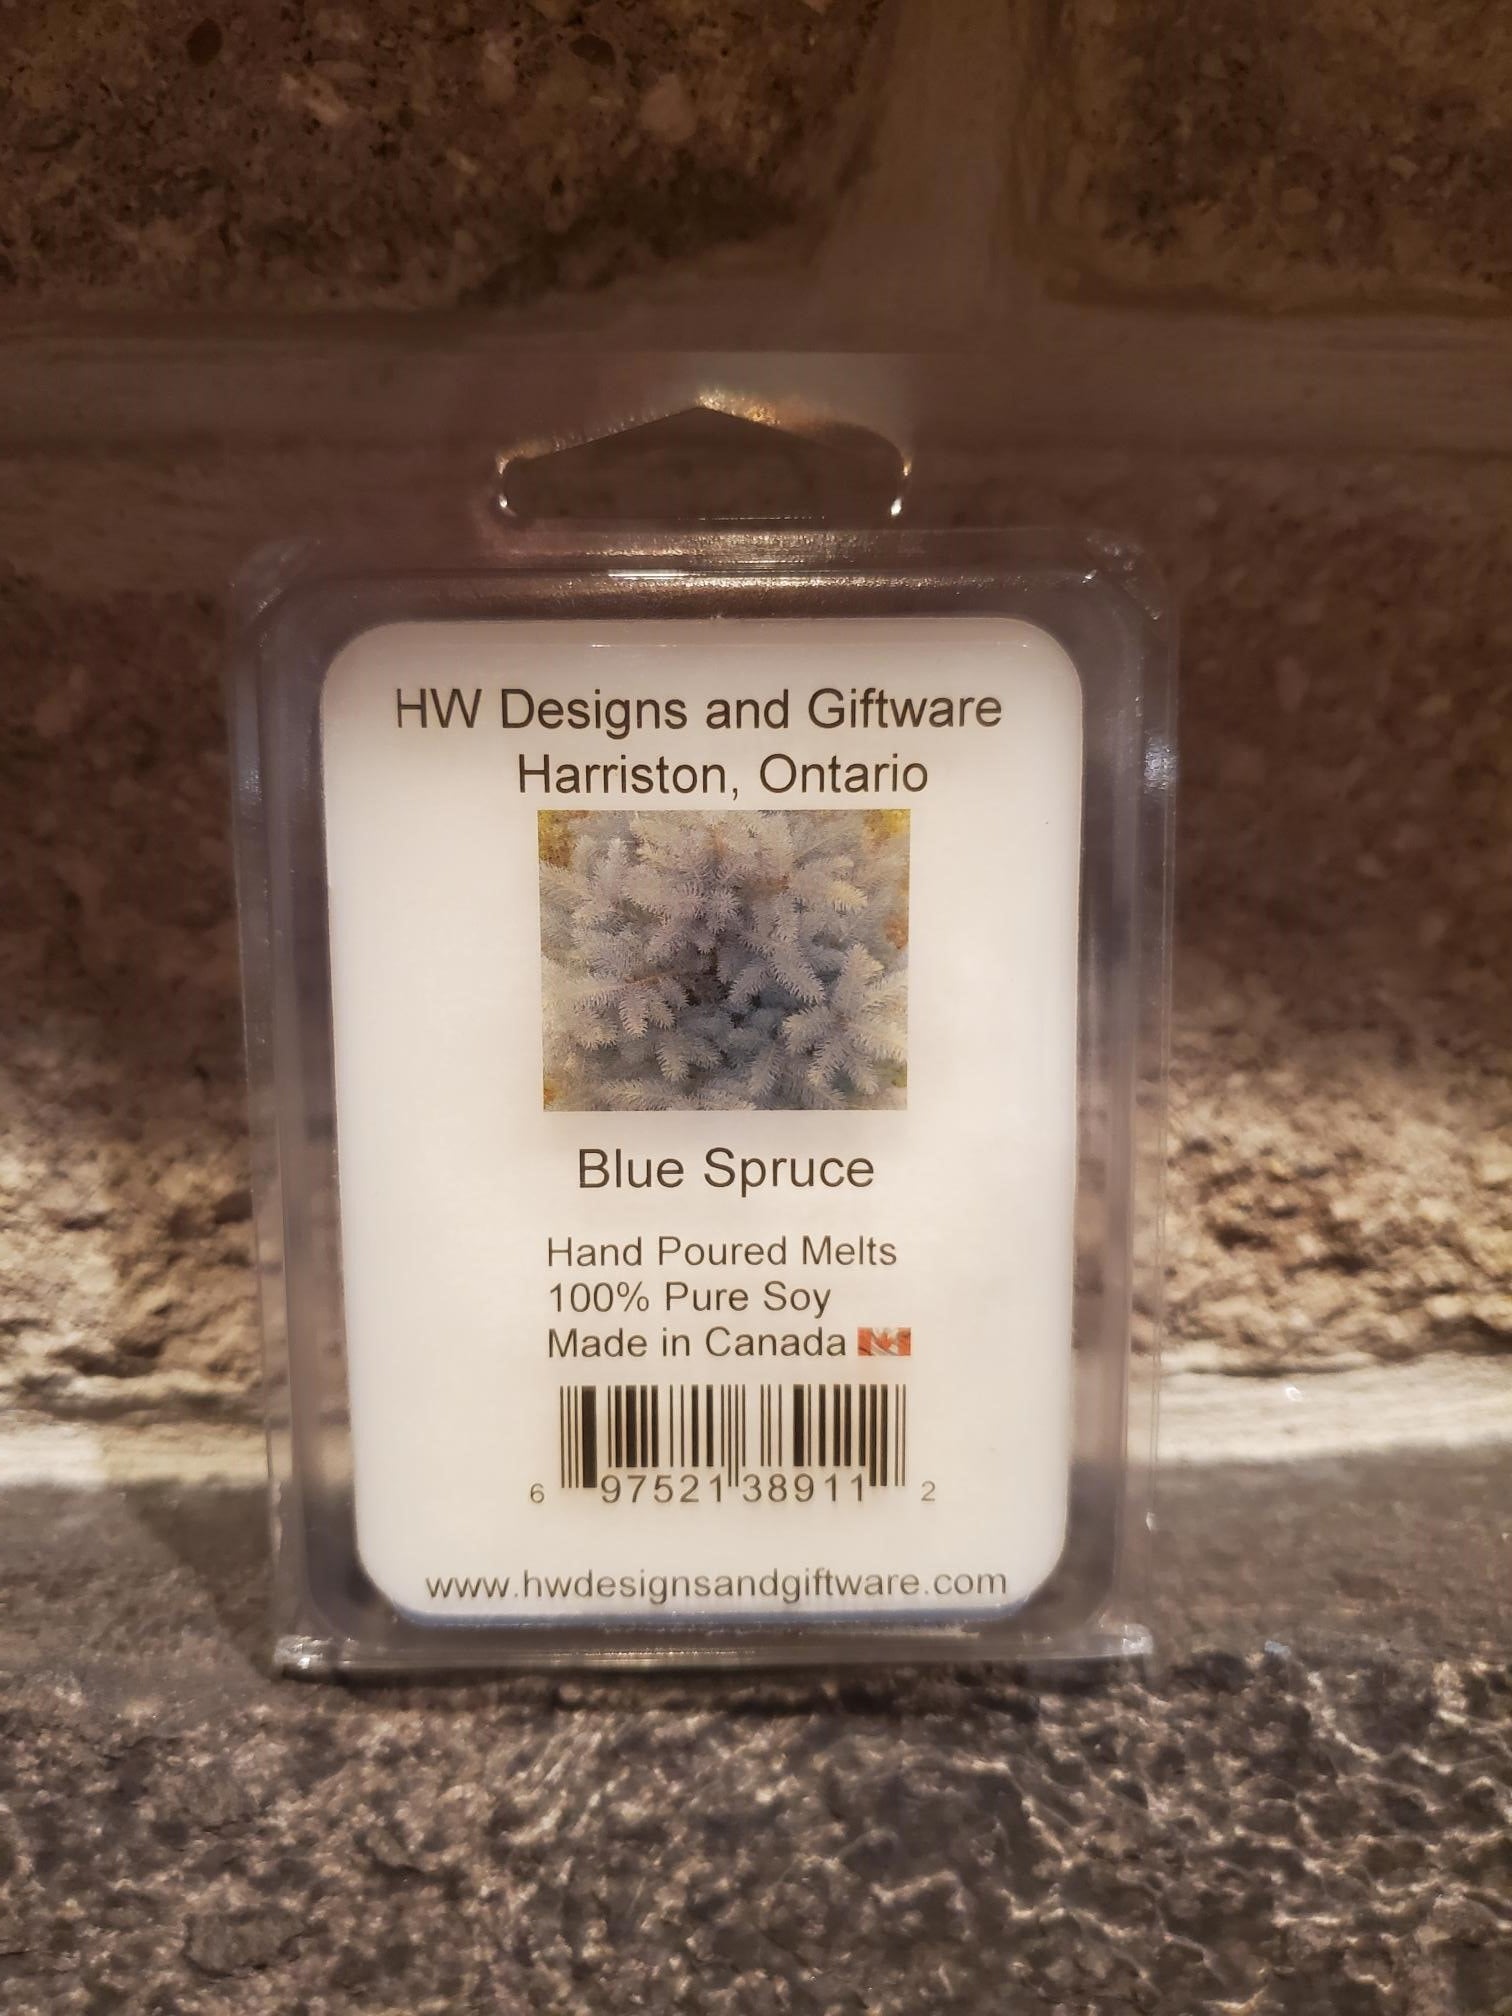 HW Designs and Giftware
Harriston, Ontario
Blue Spruce
Hand Poured Melts
100% Pure Soy
Made in Canada
6 97521 38911 2
www.hwdesignsandgiftware.com